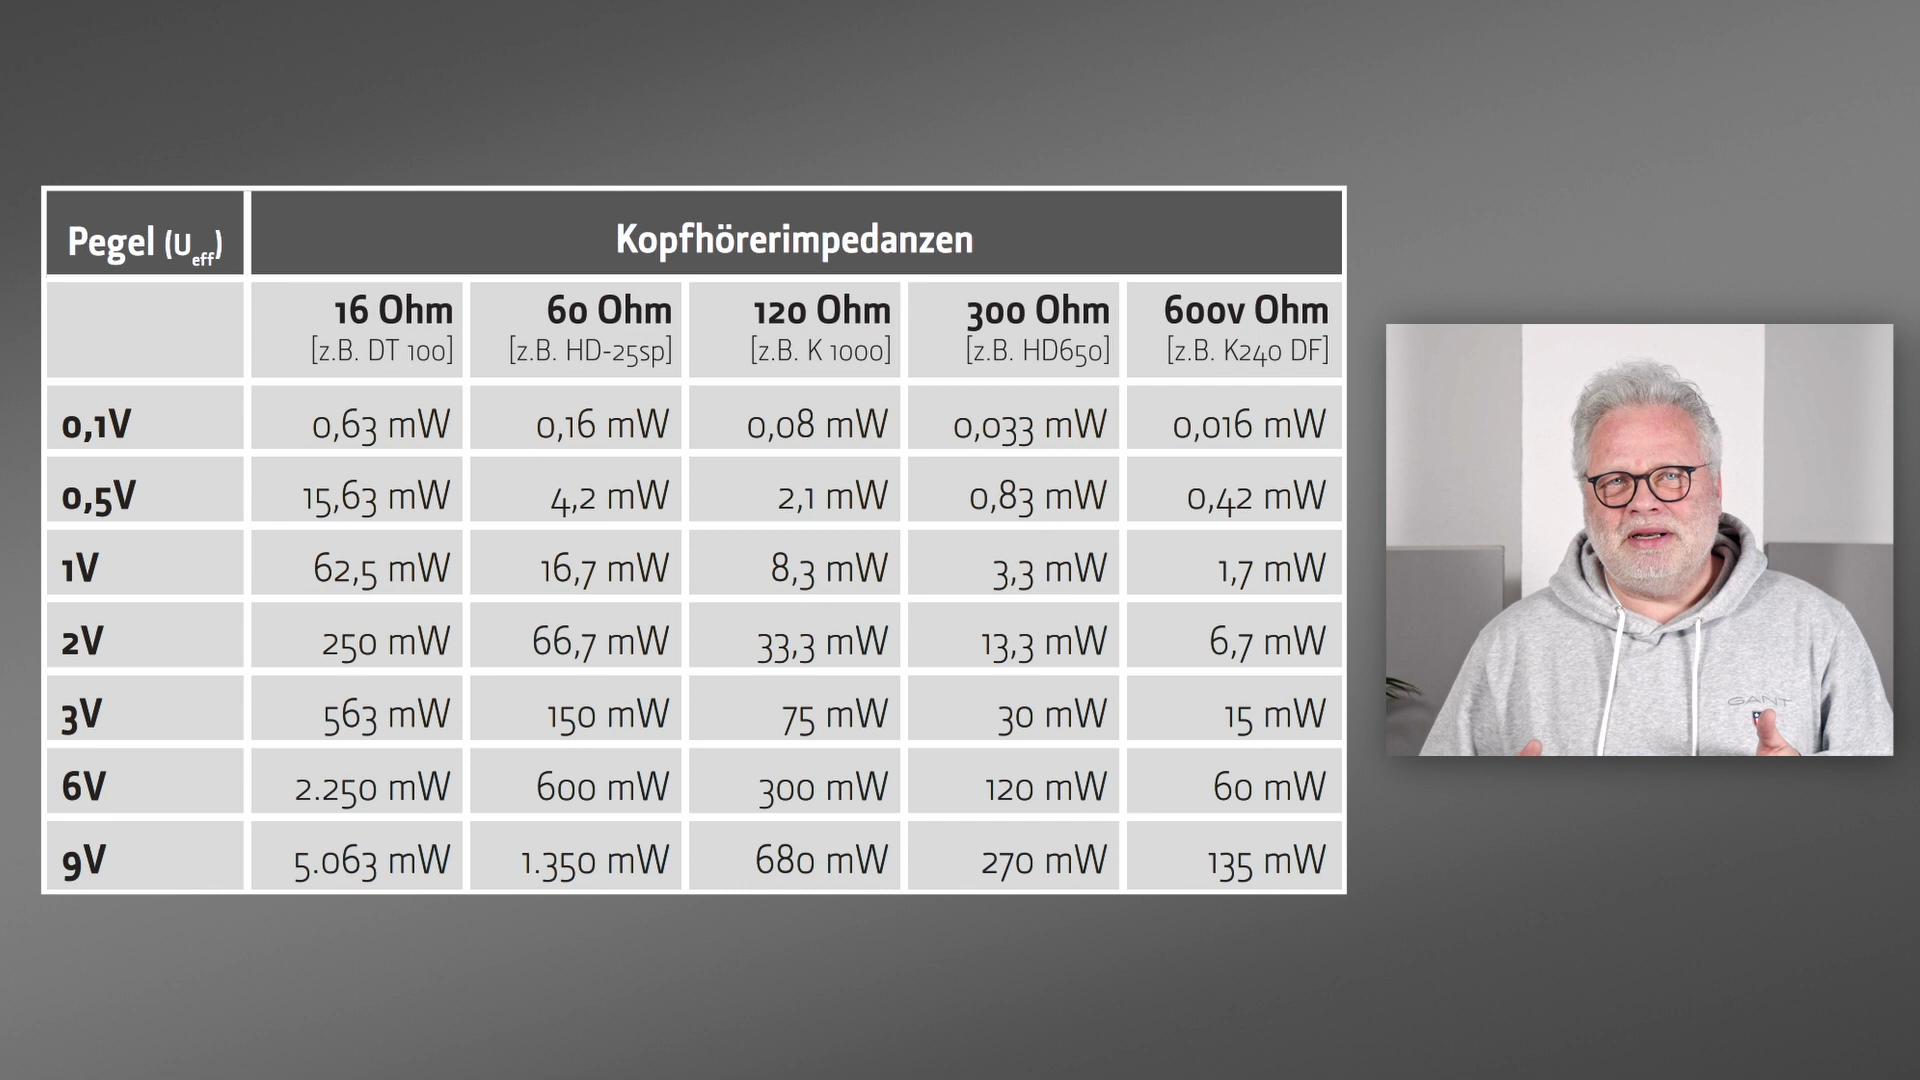 Pegel (Ueff) Kopfhörerimpedanzen
16 Ohm 60 Ohm 120 Ohm 300 Ohm 600v Ohm
[z.B. DT 100] [z.B. HD-25sp] [z.B. K 1000] [z.B. HD650] [z.B. K240 DF]
0,1V 0,63 mW 0,16 mW 0,08 mW 0,033 mW 0,016 mW
0,5V 15,63 mW 4,2 mW 2,1 mW 0,83 mW 0,42 mW
1V 62,5 mW 16,7 mW 8,3 mW 3,3 mW 1,7 mW
2V 250 mW 66,7 mW 33,3 mW 13,3 mW 6,7 mW
3V 563 mW 150 mW 75 mW 30 mW 15 mW
6V 2.250 mW 600 mW 300 mW 120 mW 60 mW
9V 5.063 mW 1.350 mW 680 mW 270 mW 135 mW
GANT